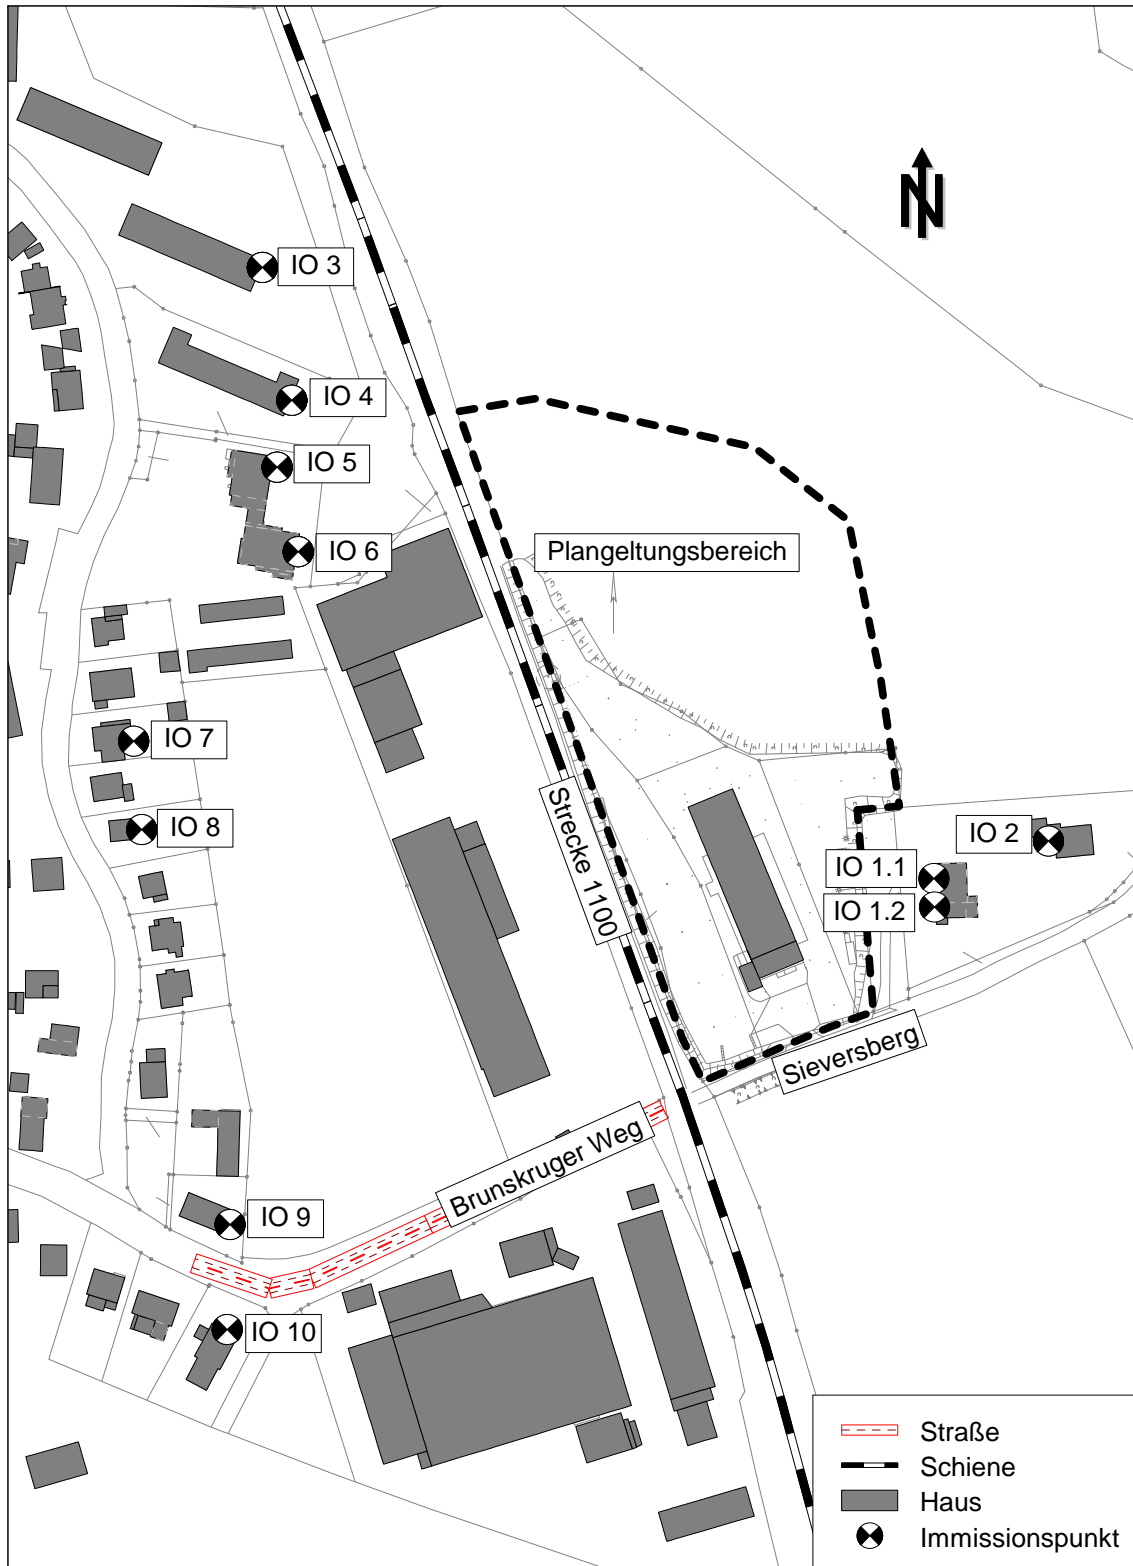 N
IO 3
IO 4
IO 5
IO 6
Plangeltungsbereich
IO 7
IO 8
Strecke 1100
IO 2
IO 1.1
IO 1.2
Sieversberg
Brunskruger Weg
IO 9
IO 10
Straße
Schiene
Haus
Immissionspunkt